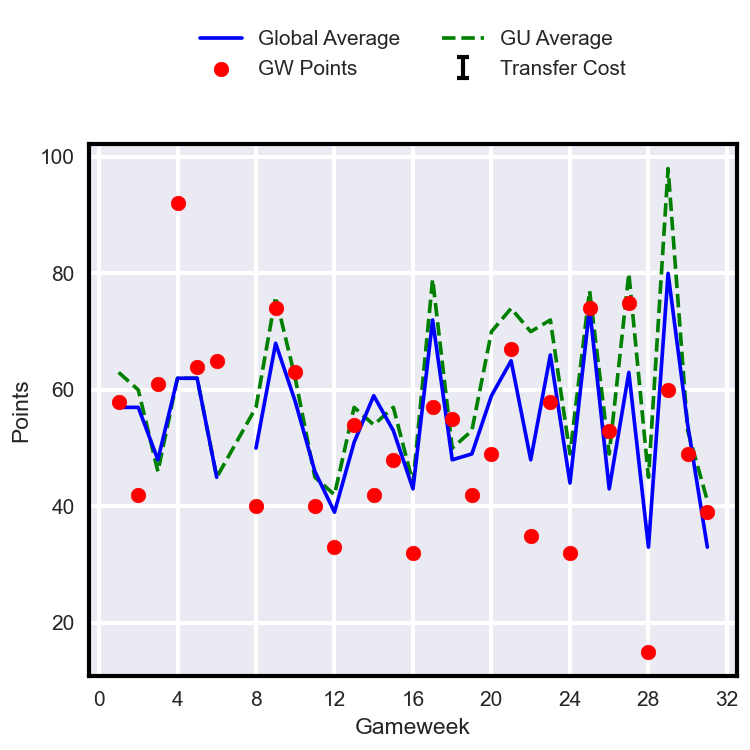 Global Average
GU Average
GW Points
Transfer Cost
100
80
60
40
20
Points
0 4 8 12 16 20 24 28 32
Gameweek